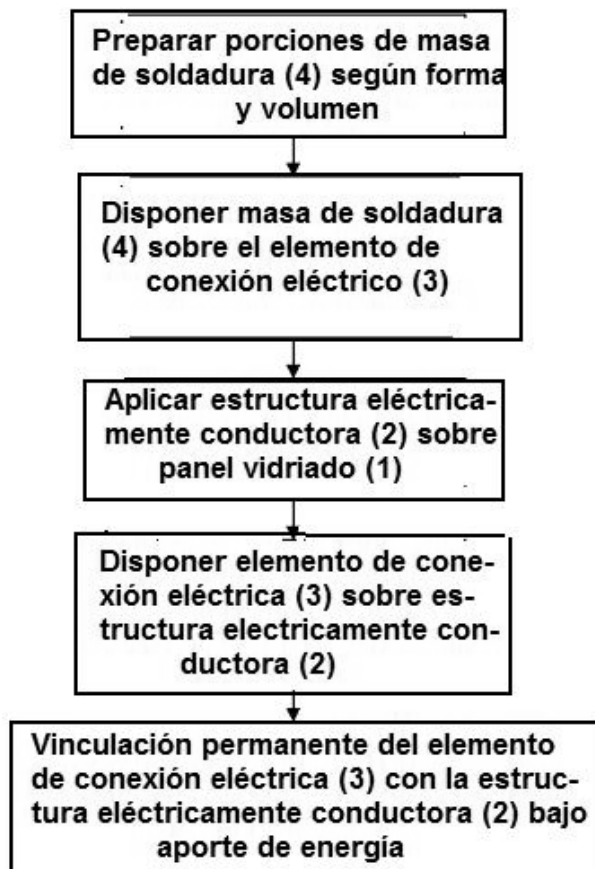 Preparar porciones de masa
de soldadura (4) según forma
y volumen
Disponer masa de soldadura
(4) sobre el elemento de
conexión eléctrico (3)
Aplicar estructura eléctrica-
mente conductora (2) sobre
panel vidriado (1)
Disponer elemento de cone-
xión eléctrica (3) sobre es-
tructura electricamente con-
ductora (2)
Vinculación permanente del elemento
de conexión eléctrica (3) con la estruc-
tura eléctricamente conductora (2) bajo
aporte de energía